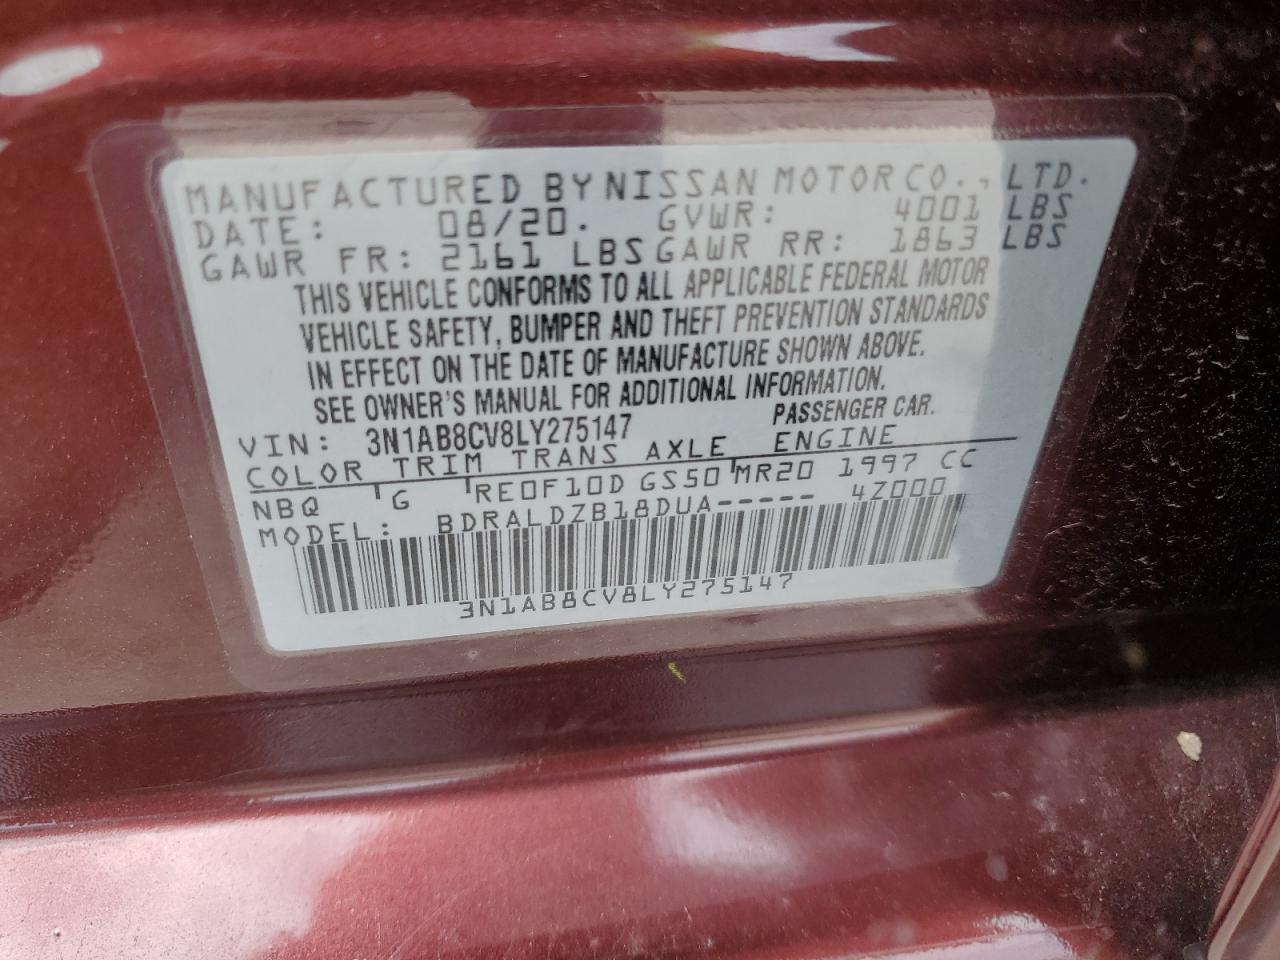 MANUFACTURED BY NISSAN MOTOR CO., LTD.
DATE: 08/20. GVWR: 4001 LBS
GAWR FR: 2161 LBS GAWR RR: 1863 LBS
THIS VEHICLE CONFORMS TO ALL APPLICABLE FEDERAL MOTOR
VEHICLE SAFETY, BUMPER AND THEFT PREVENTION STANDARDS
IN EFFECT ON THE DATE OF MANUFACTURE SHOWN ABOVE.
SEE OWNER'S MANUAL FOR ADDITIONAL INFORMATION.
VIN: 3N1AB8CV8LY275147 PASSENGER CAR.
COLOR TRIM TRANS AXLE ENGINE
NBQ G RE0F10D GS50 MR20 1997 CC
MODEL: BDRALDZB18DUA----- 4Z000
3N1AB8CV8LY275147